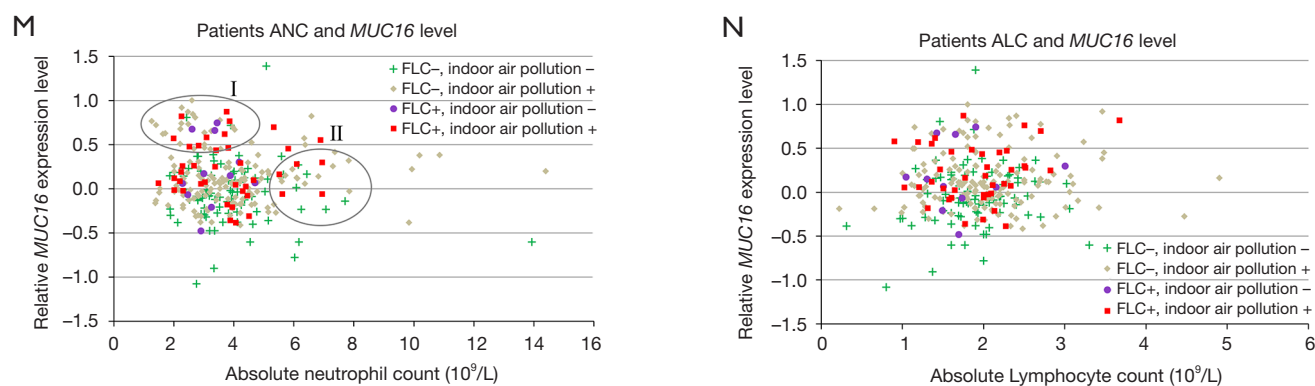 M
Patients ANC and MUC16 level
Relative MUC16 expression level
1.5
1.0
0.5
0.0
−0.5
−1.0
−1.5
I
II
FLC−, indoor air pollution −
FLC−, indoor air pollution +
FLC+, indoor air pollution −
FLC+, indoor air pollution +
0 2 4 6 8 10 11 14 16
Absolute neutrophil count (10⁹/L)
N
Patients ALC and MUC16 level
Relative MUC16 expression level
1.5
1.0
0.5
0.0
−0.5
−1.0
−1.5
FLC−, indoor air pollution −
FLC−, indoor air pollution +
FLC+, indoor air pollution −
FLC+, indoor air pollution +
0 1 2 3 4 5 6
Absolute Lymphocyte count (10⁹/L)